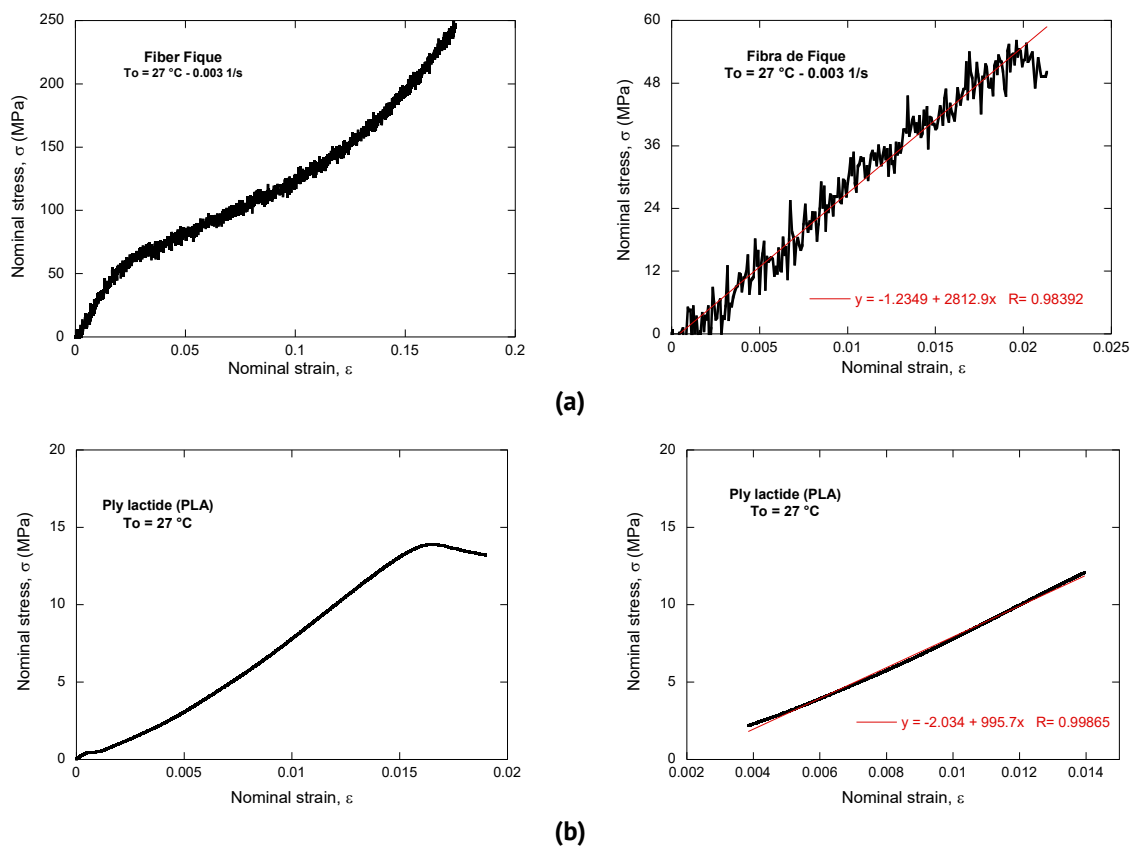 Fiber Fique
To = 27 °C - 0.003 1/s
Nominal stress, σ (MPa)
250
200
150
100
50
0
0
0.05
0.1
0.15
0.2
Nominal strain, ε
Fibra de Fique
To = 27 °C - 0.003 1/s
Nominal stress, σ (MPa)
60
48
36
24
12
0
y = -1.2349 + 2812.9x R= 0.98392
0
0.005
0.01
0.015
0.02
0.025
Nominal strain, ε
(a)
Ply lactide (PLA)
To = 27 °C
Nominal stress, σ (MPa)
20
15
10
5
0
0
0.005
0.01
0.015
0.02
Nominal strain, ε
Ply lactide (PLA)
To = 27 °C
Nominal stress, σ (MPa)
20
15
10
5
0
y = -2.034 + 995.7x R= 0.99865
0.002
0.004
0.006
0.008
0.01
0.012
0.014
Nominal strain, ε
(b)